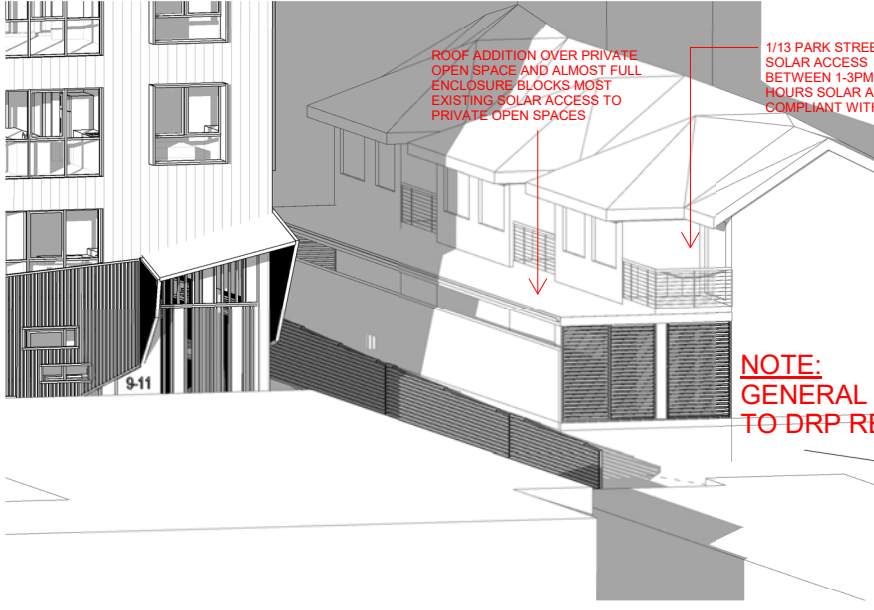 ROOF ADDITION OVER PRIVATE
OPEN SPACE AND ALMOST FULL
ENCLOSURE BLOCKS MOST
EXISTING SOLAR ACCESS TO
PRIVATE OPEN SPACES
1/13 PARK STREE
SOLAR ACCESS
BETWEEN 1-3PM
HOURS SOLAR A
COMPLIANT WITH
9-11
NOTE:
GENERAL
TO DRP RE